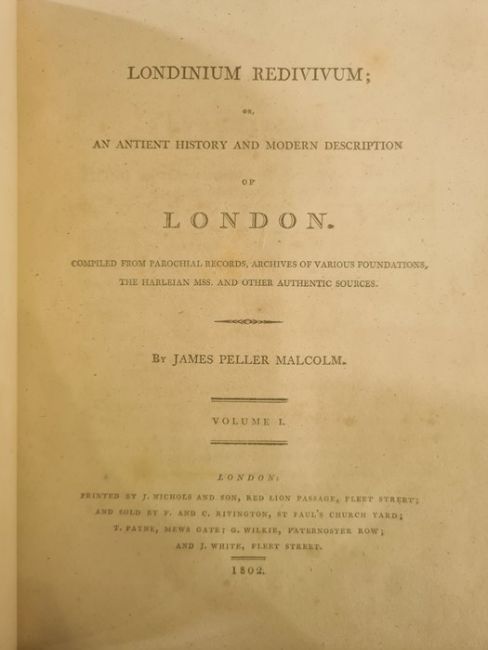 LONDINIUM REDIVIVUM;
OR,
AN ANTIENT HISTORY AND MODERN DESCRIPTION
OF
LONDON.
COMPILED FROM PAROCHIAL RECORDS, ARCHIVES OF VARIOUS FOUNDATIONS,
THE HARLEIAN MSS. AND OTHER AUTHENTIC SOURCES.
BY JAMES PELLER MALCOLM.
VOLUME I.
LONDON:
PRINTED BY J. NICHOLS AND SON, RED LION PASSAGE, FLEET STREET;
AND SOLD BY F. AND C. RIVINGTON, ST PAUL'S CHURCH YARD;
T. PAYNE, MEWS GATE; G. WILKIE, PATERNOSTER ROW;
AND J. WHITE, FLEET STREET.
1802.